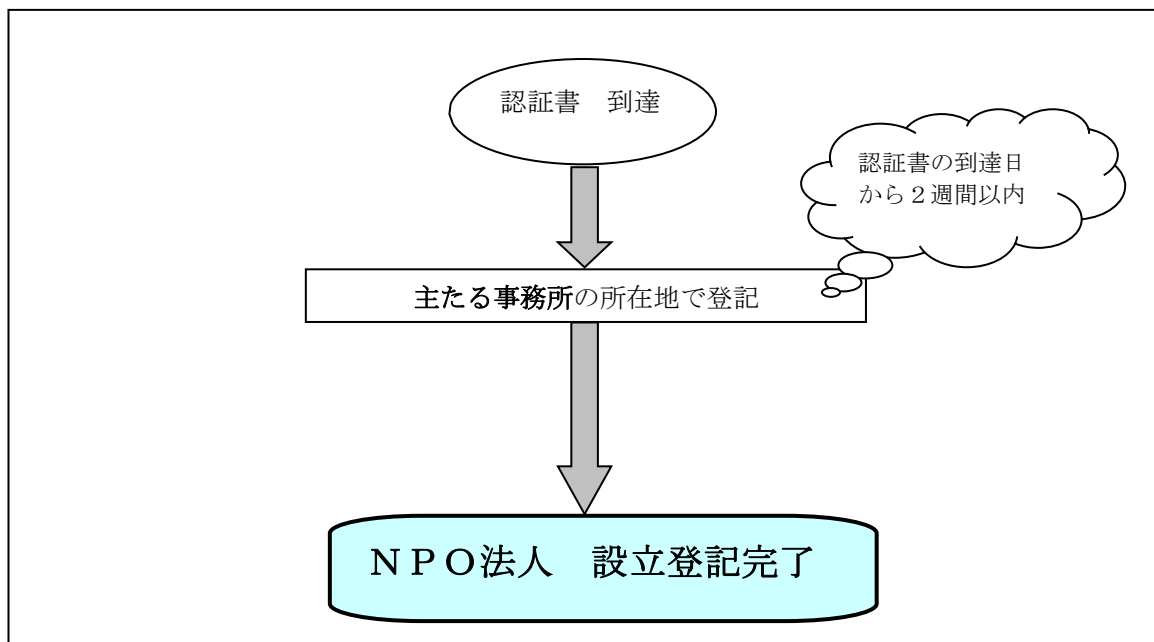 認証書　到達
認証書の到達日
から２週間以内
主たる事務所の所在地で登記
ＮＰＯ法人　設立登記完了